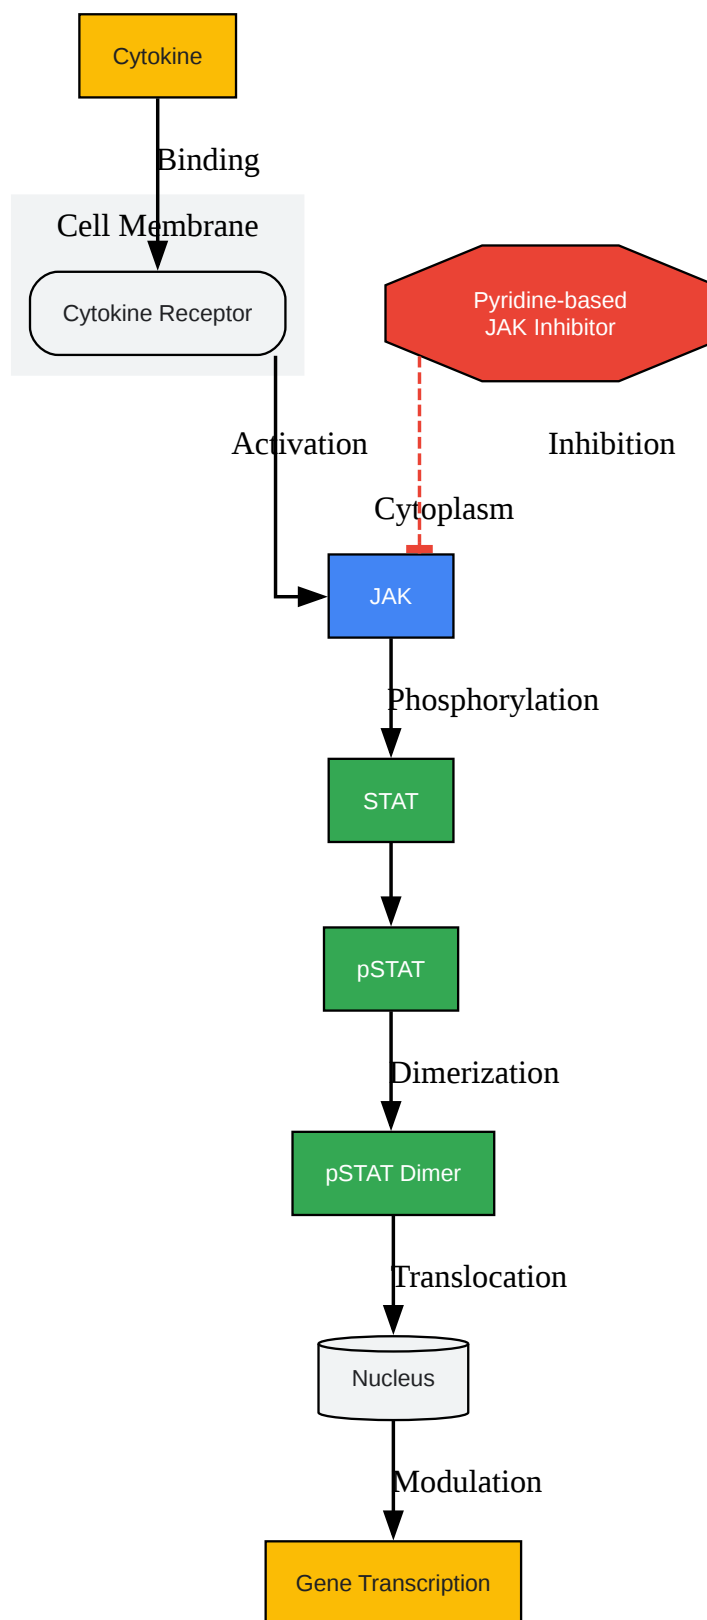 Cytokine
Binding
Cell Membrane
Cytokine Receptor
Pyridine-based
JAK Inhibitor
Activation
Inhibition
Cytoplasm
JAK
Phosphorylation
STAT
pSTAT
Dimerization
pSTAT Dimer
Translocation
Nucleus
Modulation
Gene Transcription